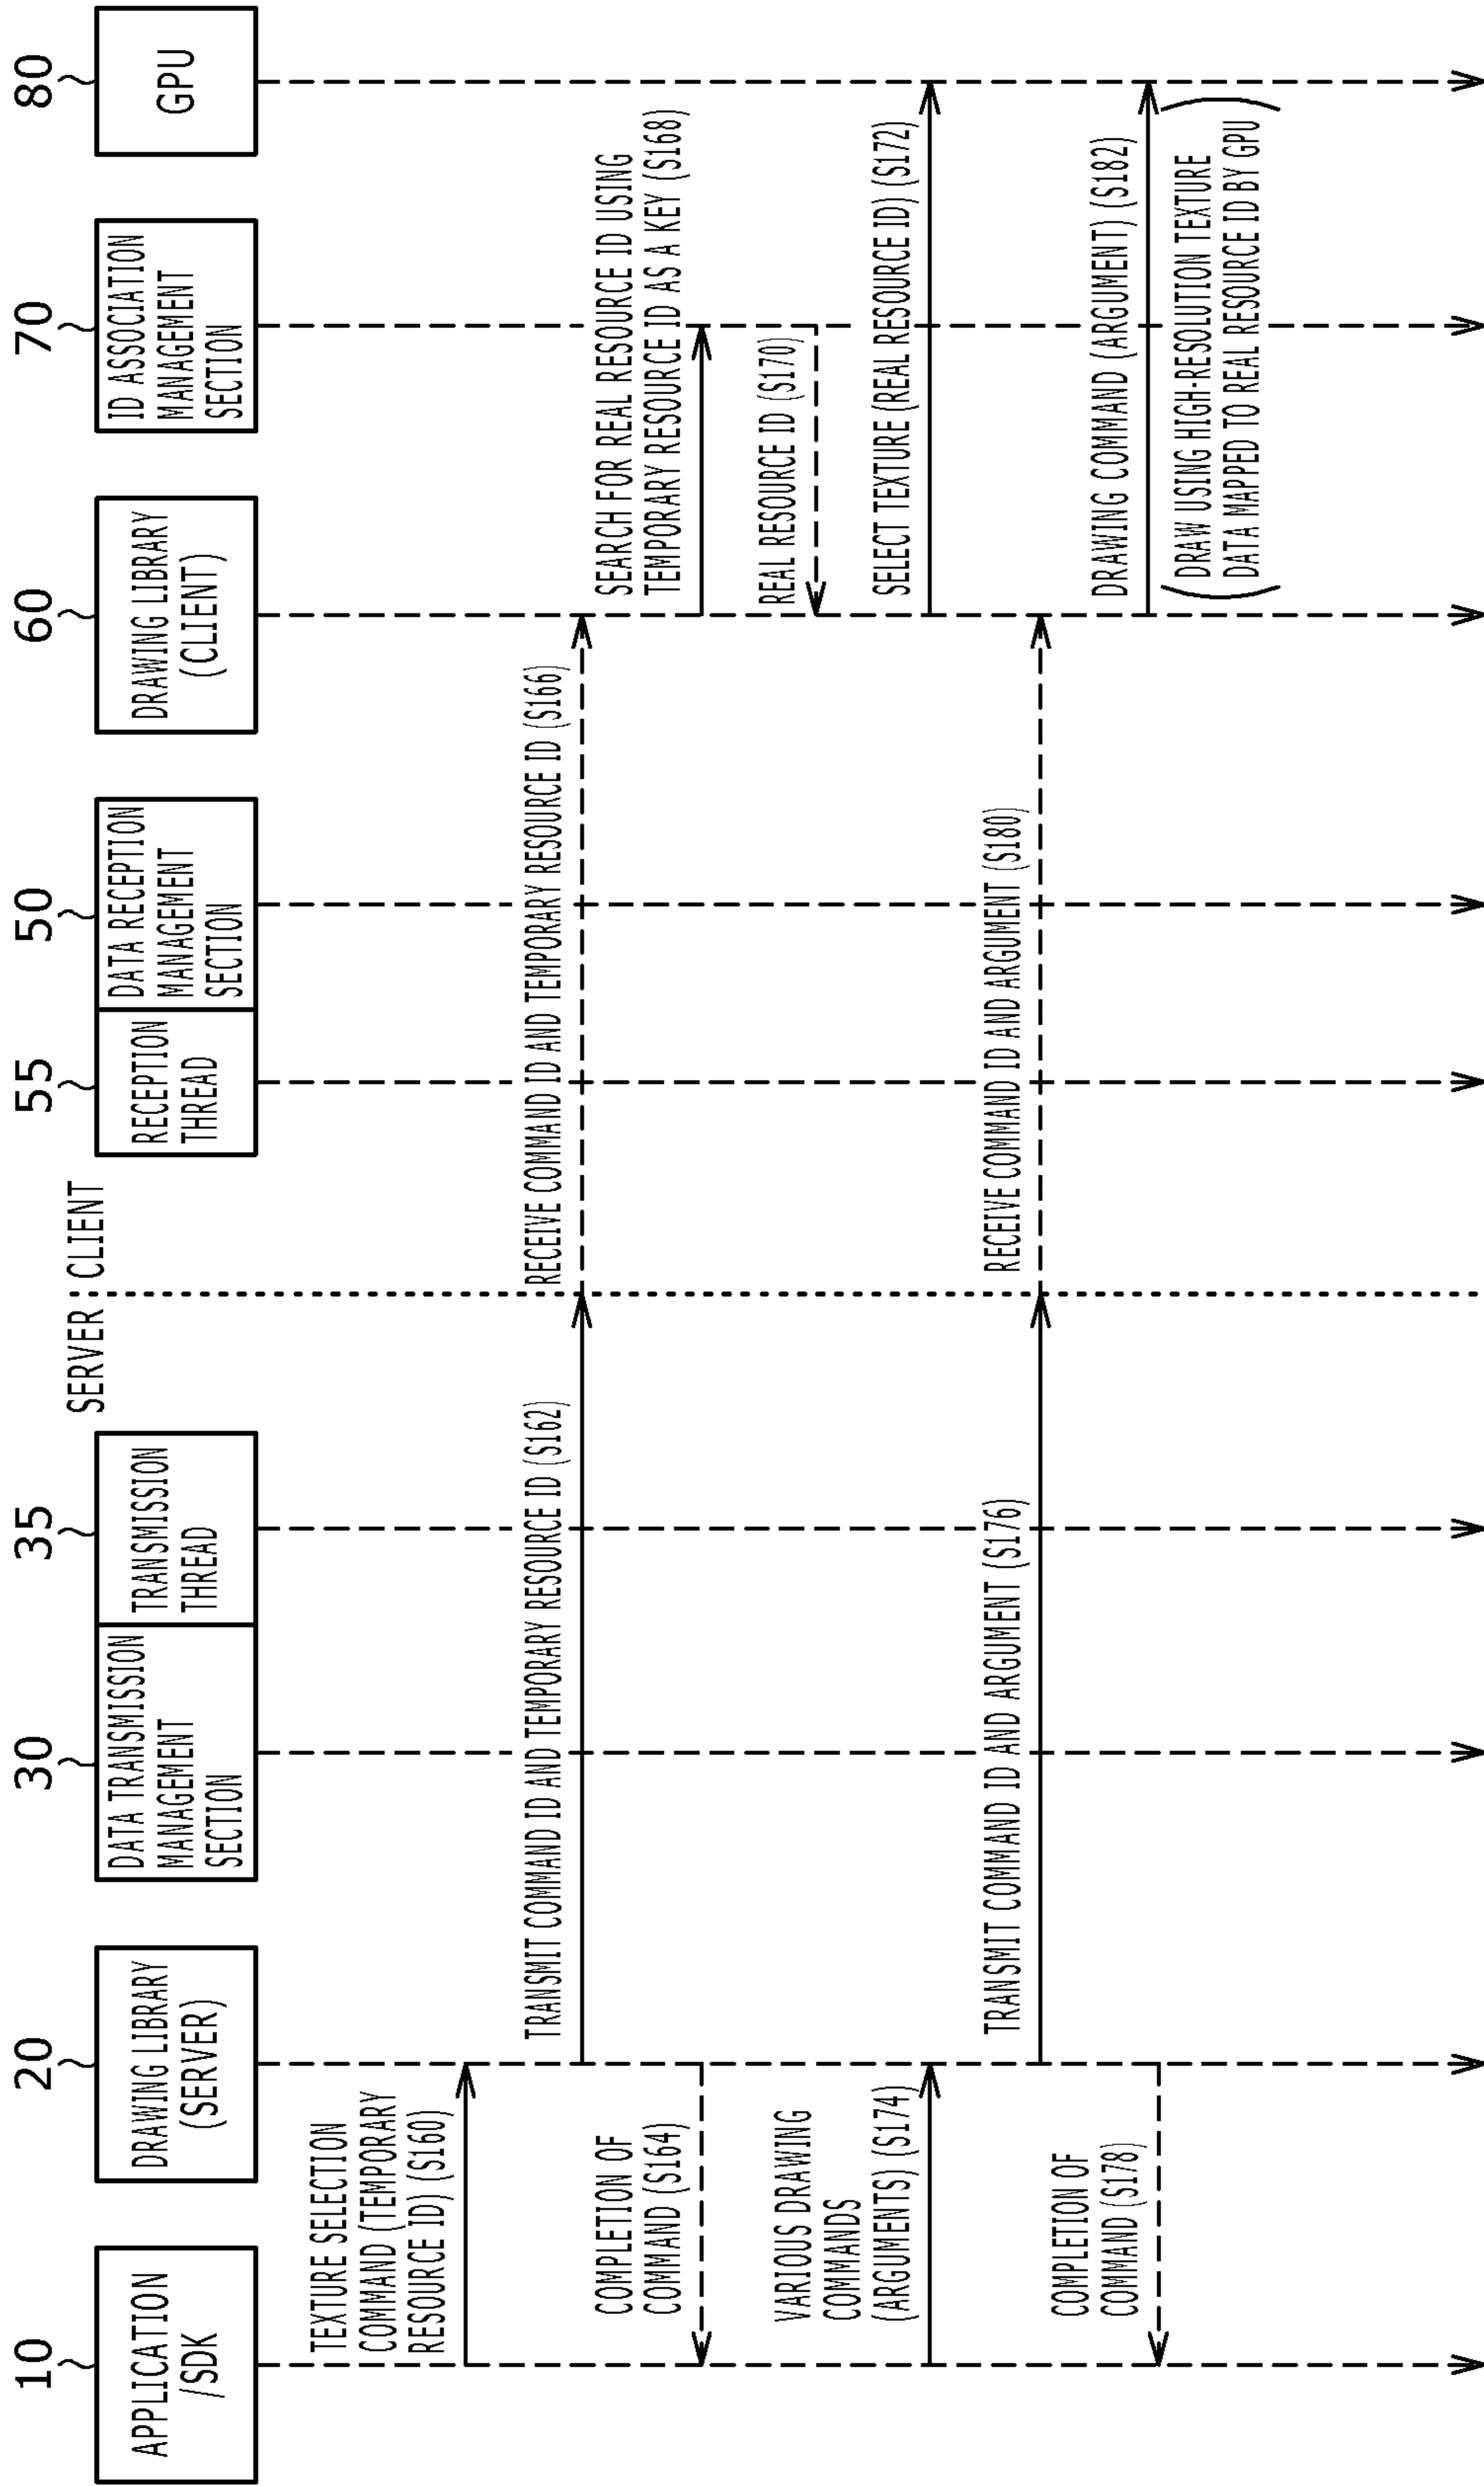 10
20
30
35
55
50
60
70
80
APPLICATION
/SDK
DRAWING LIBRARY
(SERVER)
DATA TRANSMISSION
MANAGEMENT
SECTION
TRANSMISSION
THREAD
SERVER
CLIENT
RECEPTION
THREAD
DATA RECEPTION
MANAGEMENT
SECTION
DRAWING LIBRARY
(CLIENT)
ID ASSOCIATION
MANAGEMENT
SECTION
GPU
TEXTURE SELECTION
COMMAND (TEMPORARY
RESOURCE ID) (S160)
TRANSMIT COMMAND ID AND TEMPORARY RESOURCE ID (S162)
RECEIVE COMMAND ID AND TEMPORARY RESOURCE ID (S166)
COMPLETION OF
COMMAND (S164)
SEARCH FOR REAL RESOURCE ID USING
TEMPORARY RESOURCE ID AS A KEY (S168)
REAL RESOURCE ID (S170)
VARIOUS DRAWING
COMMANDS
(ARGUMENTS) (S174)
SELECT TEXTURE (REAL RESOURCE ID) (S172)
TRANSMIT COMMAND ID AND ARGUMENT (S176)
RECEIVE COMMAND ID AND ARGUMENT (S180)
COMPLETION OF
COMMAND (S178)
DRAWING COMMAND (ARGUMENT) (S182)
(DRAW USING HIGH-RESOLUTION TEXTURE
DATA MAPPED TO REAL RESOURCE ID BY GPU)